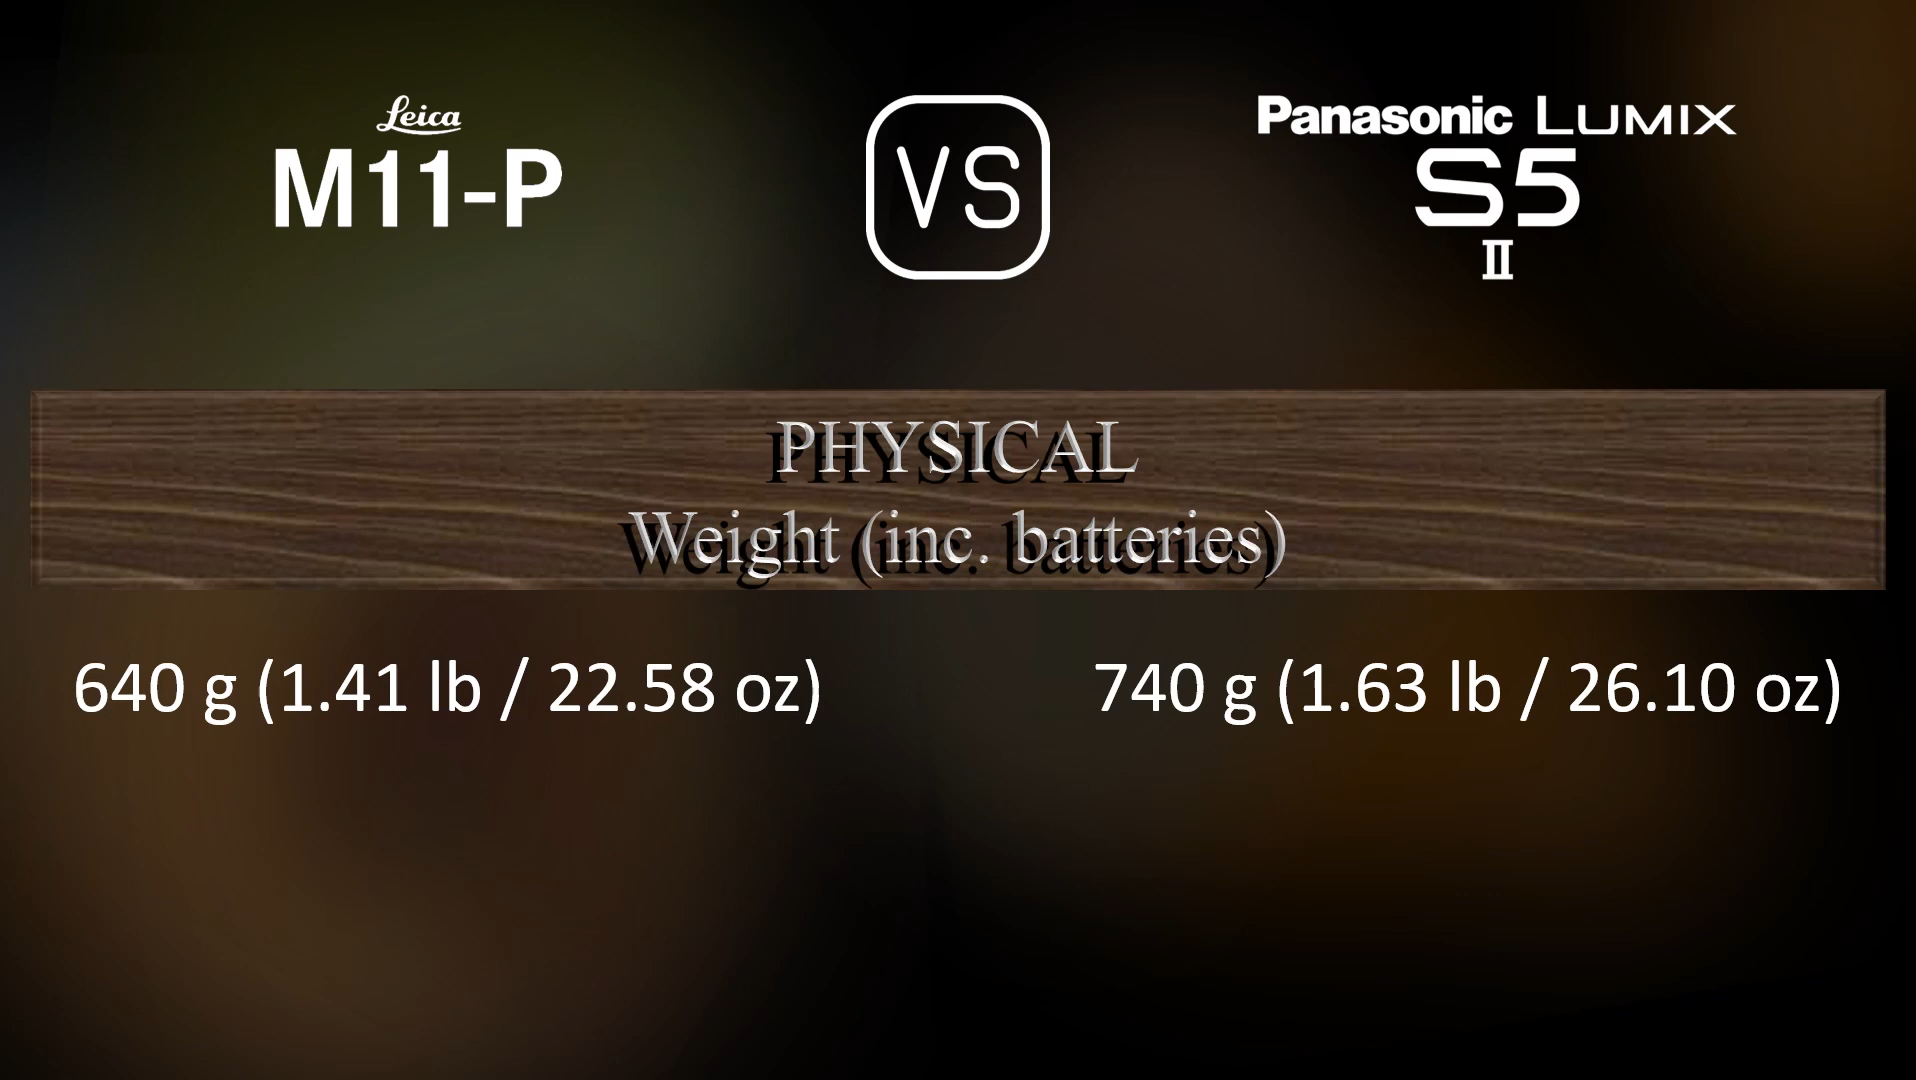 Leica
M11-P
VS
Panasonic LUMIX
S5
II
PHYSICAL
Weight (inc. batteries)
640 g (1.41 lb / 22.58 oz)
740 g (1.63 lb / 26.10 oz)